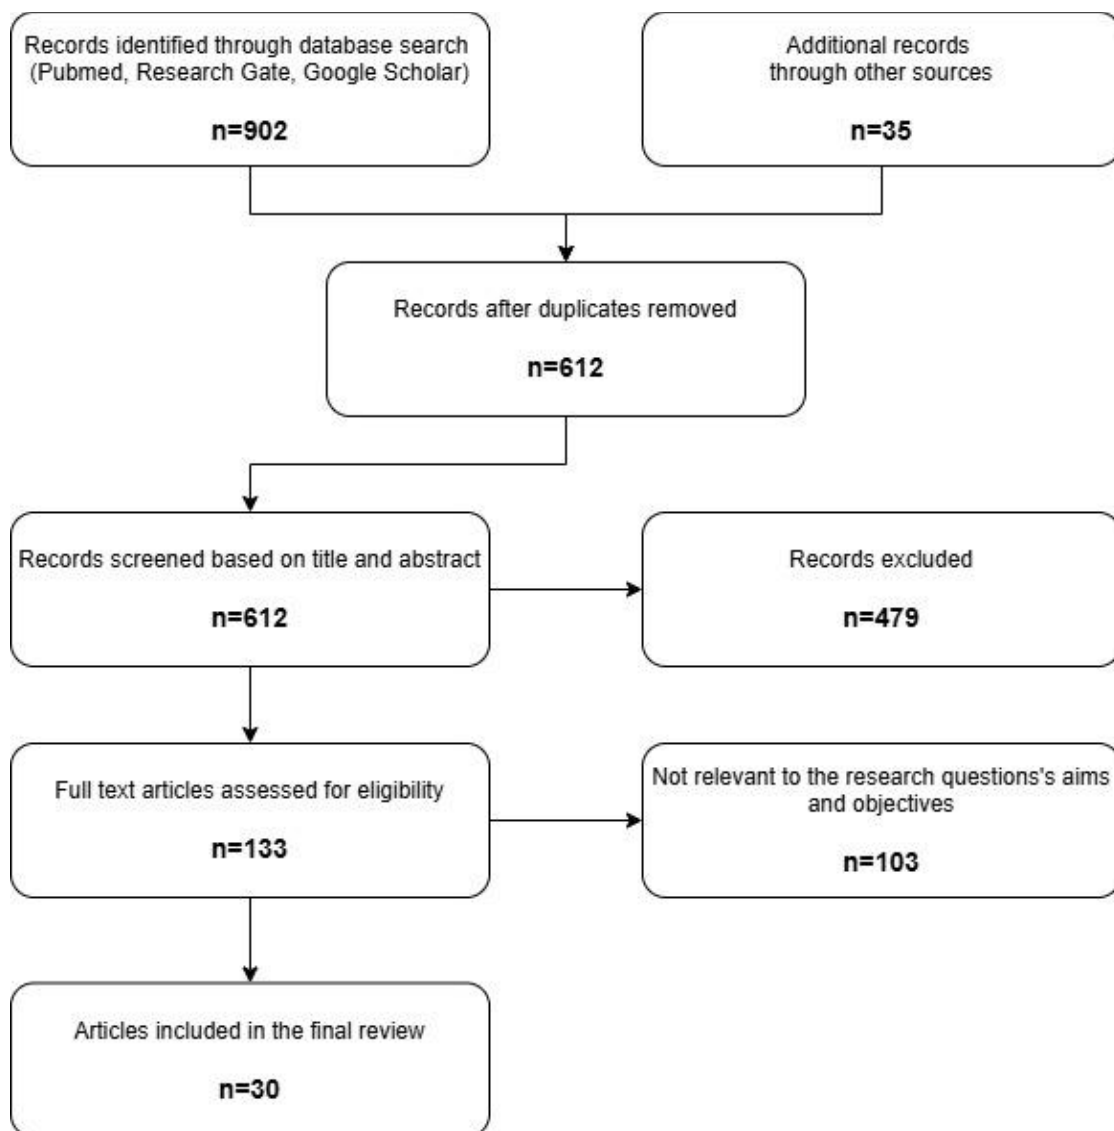 Records identified through database search
(Pubmed, Research Gate, Google Scholar)
n=902
Additional records
through other sources
n=35
Records after duplicates removed
n=612
Records screened based on title and abstract
n=612
Records excluded
n=479
Full text articles assessed for eligibility
n=133
Not relevant to the research questions's aims
and objectives
n=103
Articles included in the final review
n=30